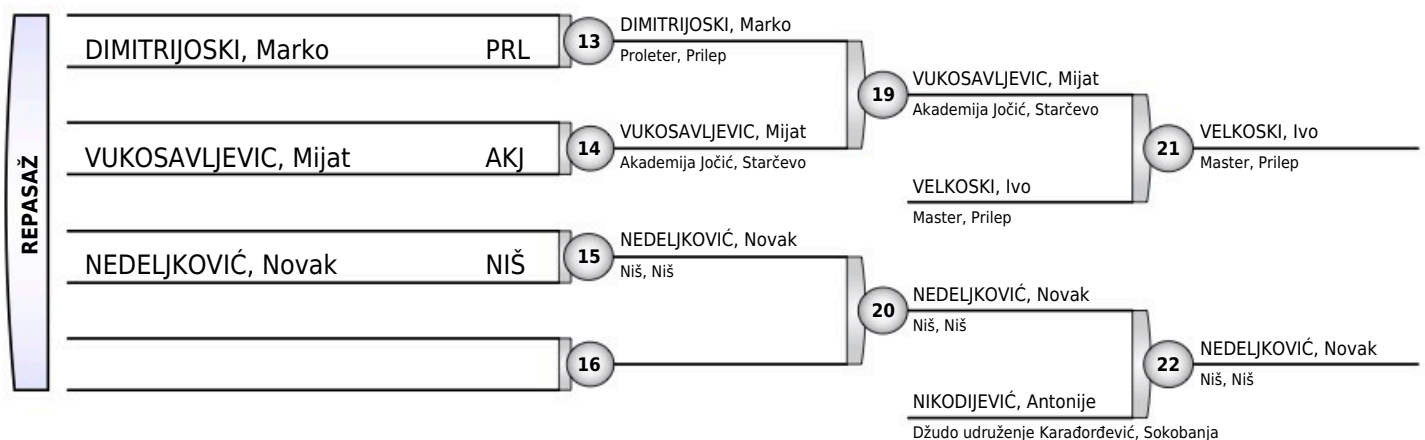 REPASAŽ
DIMITRIJOSKI, Marko PRL
VUKOSAVLJEVIC, Mijat AKJ
NEDELJKOVIĆ, Novak NIŠ
13
DIMITRIJOSKI, Marko
Proleter, Prilep
14
VUKOSAVLJEVIC, Mijat
Akademija Jočić, Starčevo
15
NEDELJKOVIĆ, Novak
Niš, Niš
16
19
VUKOSAVLJEVIC, Mijat
Akademija Jočić, Starčevo
VELKOSKI, Ivo
Master, Prilep
20
NEDELJKOVIĆ, Novak
Niš, Niš
NIKODIJEVIĆ, Antonije
Džudo udruženje Karađorđević, Sokobanja
21
VELKOSKI, Ivo
Master, Prilep
22
NEDELJKOVIĆ, Novak
Niš, Niš